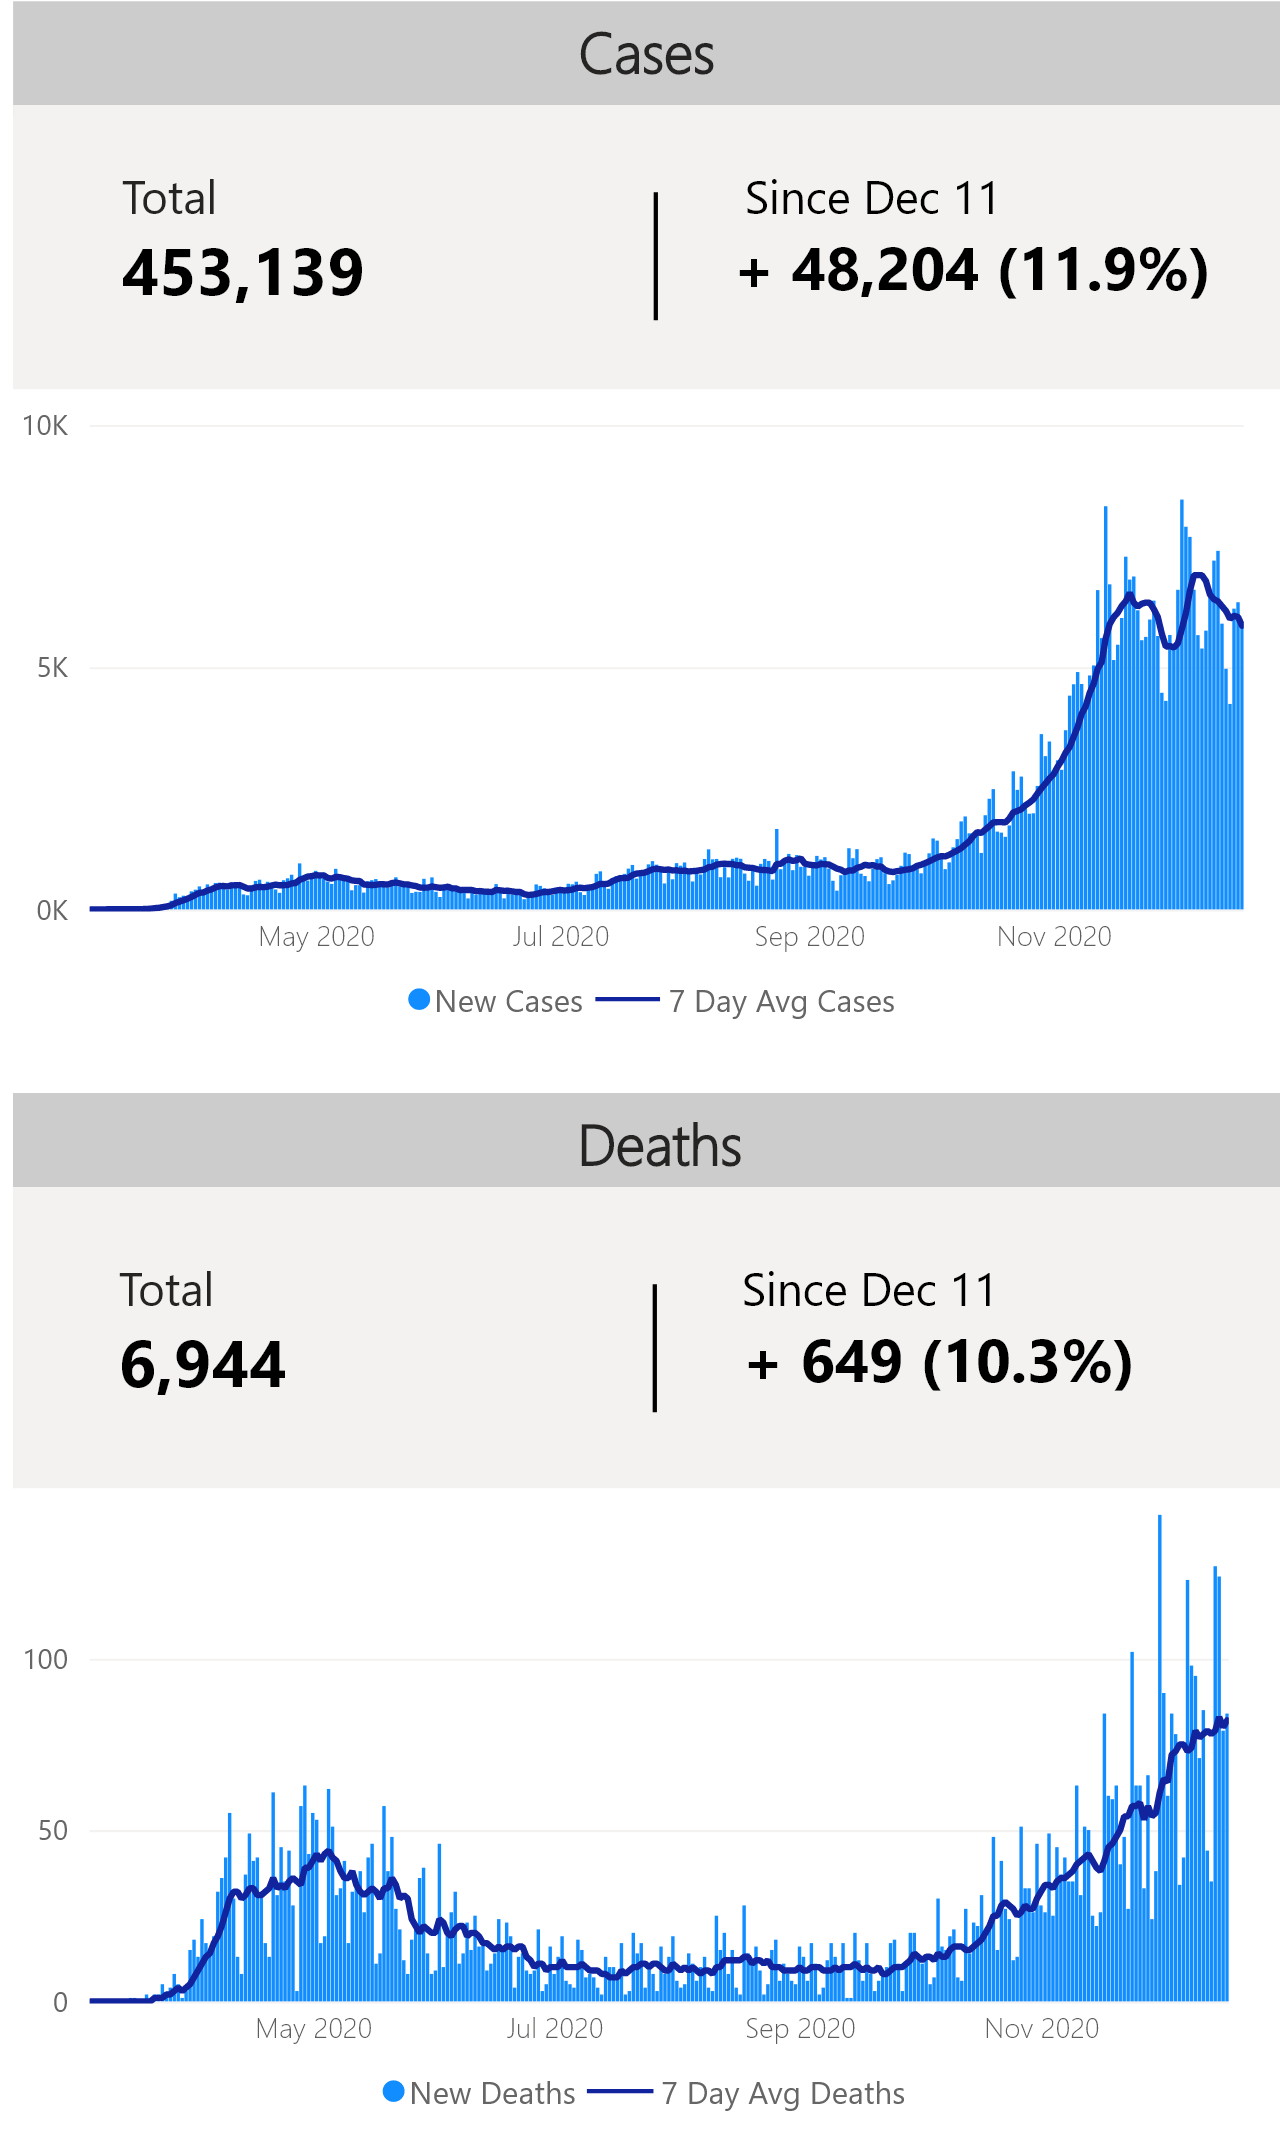 Cases
Total
Since Dec 11
453,139
+ 48,204 (11.9%)
10K
5K
0K
May 2020
Jul 2020
Sep 2020
Nov 2020
New Cases
7 Day Avg Cases
Deaths
Total
Since Dec 11
6,944
+ 649 (10.3%)
100
50
0
May 2020
Jul 2020
Sep 2020
Nov 2020
New Deaths
7 Day Avg Deaths